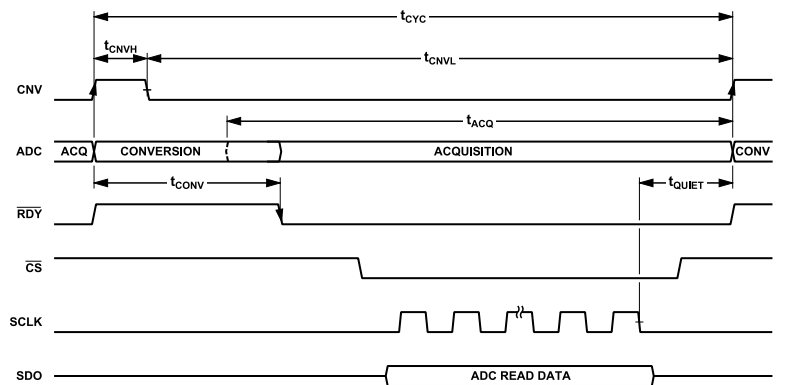 tCYC
tCNVH
tCNVL
CNV
tACQ
ADC ACQ CONVERSION ACQUISITION CONV
tCONV
tQUIET
RDY
CS
SCLK
SDO ADC READ DATA